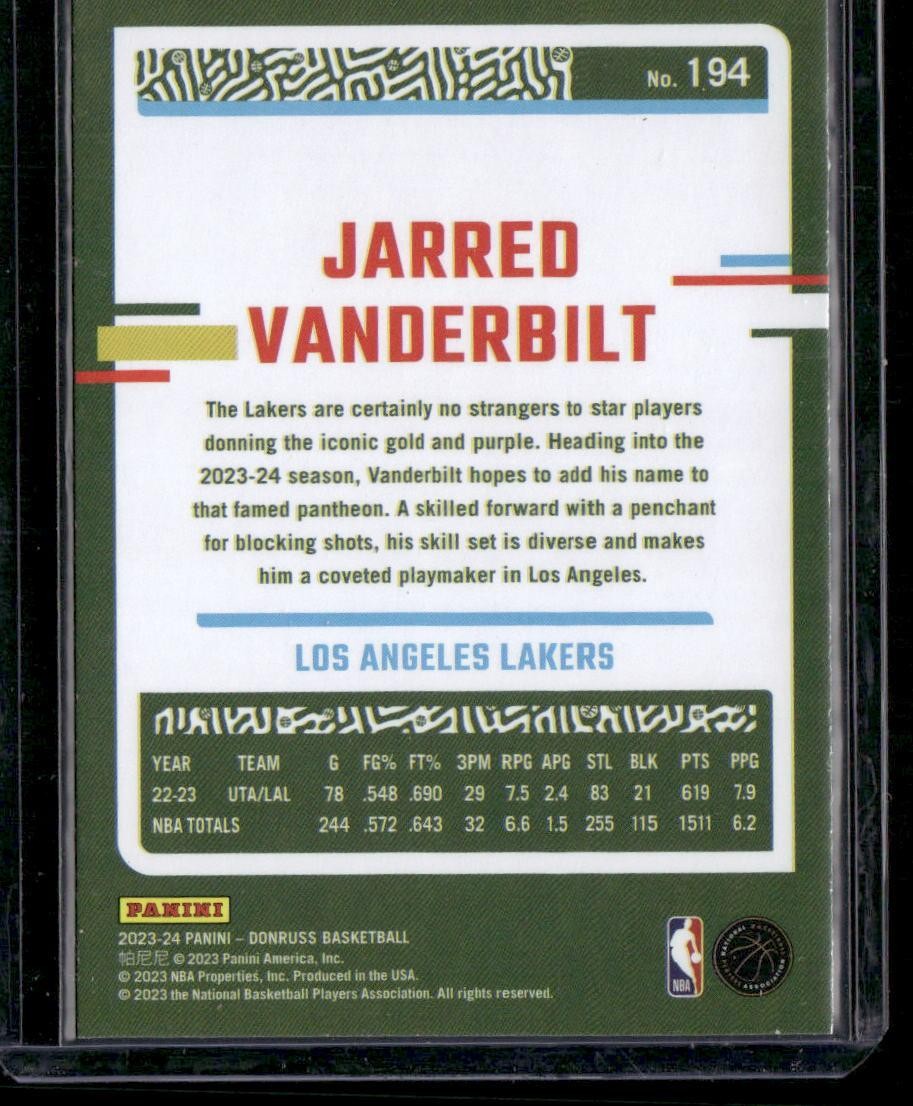 No. 194
JARRED
VANDERBILT
The Lakers are certainly no strangers to star players
donning the iconic gold and purple. Heading into the
2023-24 season, Vanderbilt hopes to add his name to
that famed pantheon. A skilled forward with a penchant
for blocking shots, his skill set is diverse and makes
him a coveted playmaker in Los Angeles.
LOS ANGELES LAKERS
YEAR TEAM G FG% FT% 3PM RPG APG STL BLK PTS PPG
22-23 UTA/LAL 78 .548 .690 29 7.5 2.4 83 21 619 7.9
NBA TOTALS 244 .572 .643 32 6.6 1.5 255 115 1511 6.2
PANINI
2023-24 PANINI – DONRUSS BASKETBALL
帕尼尼 © 2023 Panini America, Inc.
© 2023 NBA Properties, Inc. Produced in the USA.
© 2023 the National Basketball Players Association. All rights reserved.
NBA
NATIONAL BASKETBALL PLAYERS ASSOCIATION